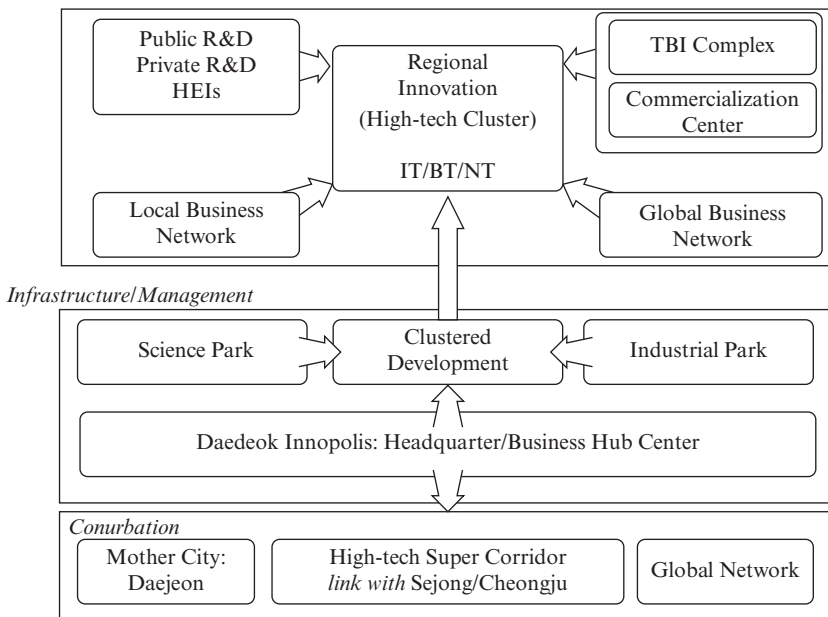 Public R&D
Private R&D
HEIs
Regional
Innovation
(High-tech Cluster)
IT/BT/NT
TBI Complex
Commercialization
Center
Local Business
Network
Global Business
Network
Infrastructure/Management
Science Park
Clustered
Development
Industrial Park
Daedeok Innopolis: Headquarter/Business Hub Center
Conurbation
Mother City:
Daejeon
High-tech Super Corridor
link with Sejong/Cheongju
Global Network